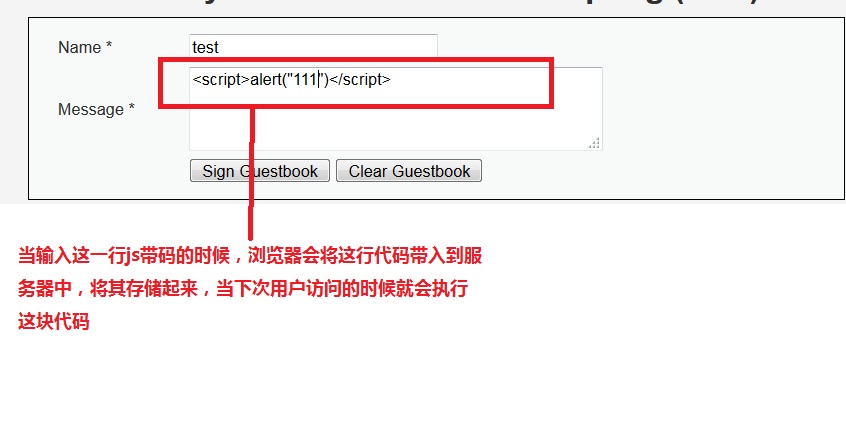 Name *
test
<script>alert("111")</script>
Message *
Sign Guestbook
Clear Guestbook
当输入这一行js带码的时候，浏览器会将这行代码带入到服
务器中，将其存储起来，当下次用户访问的时候就会执行
这块代码